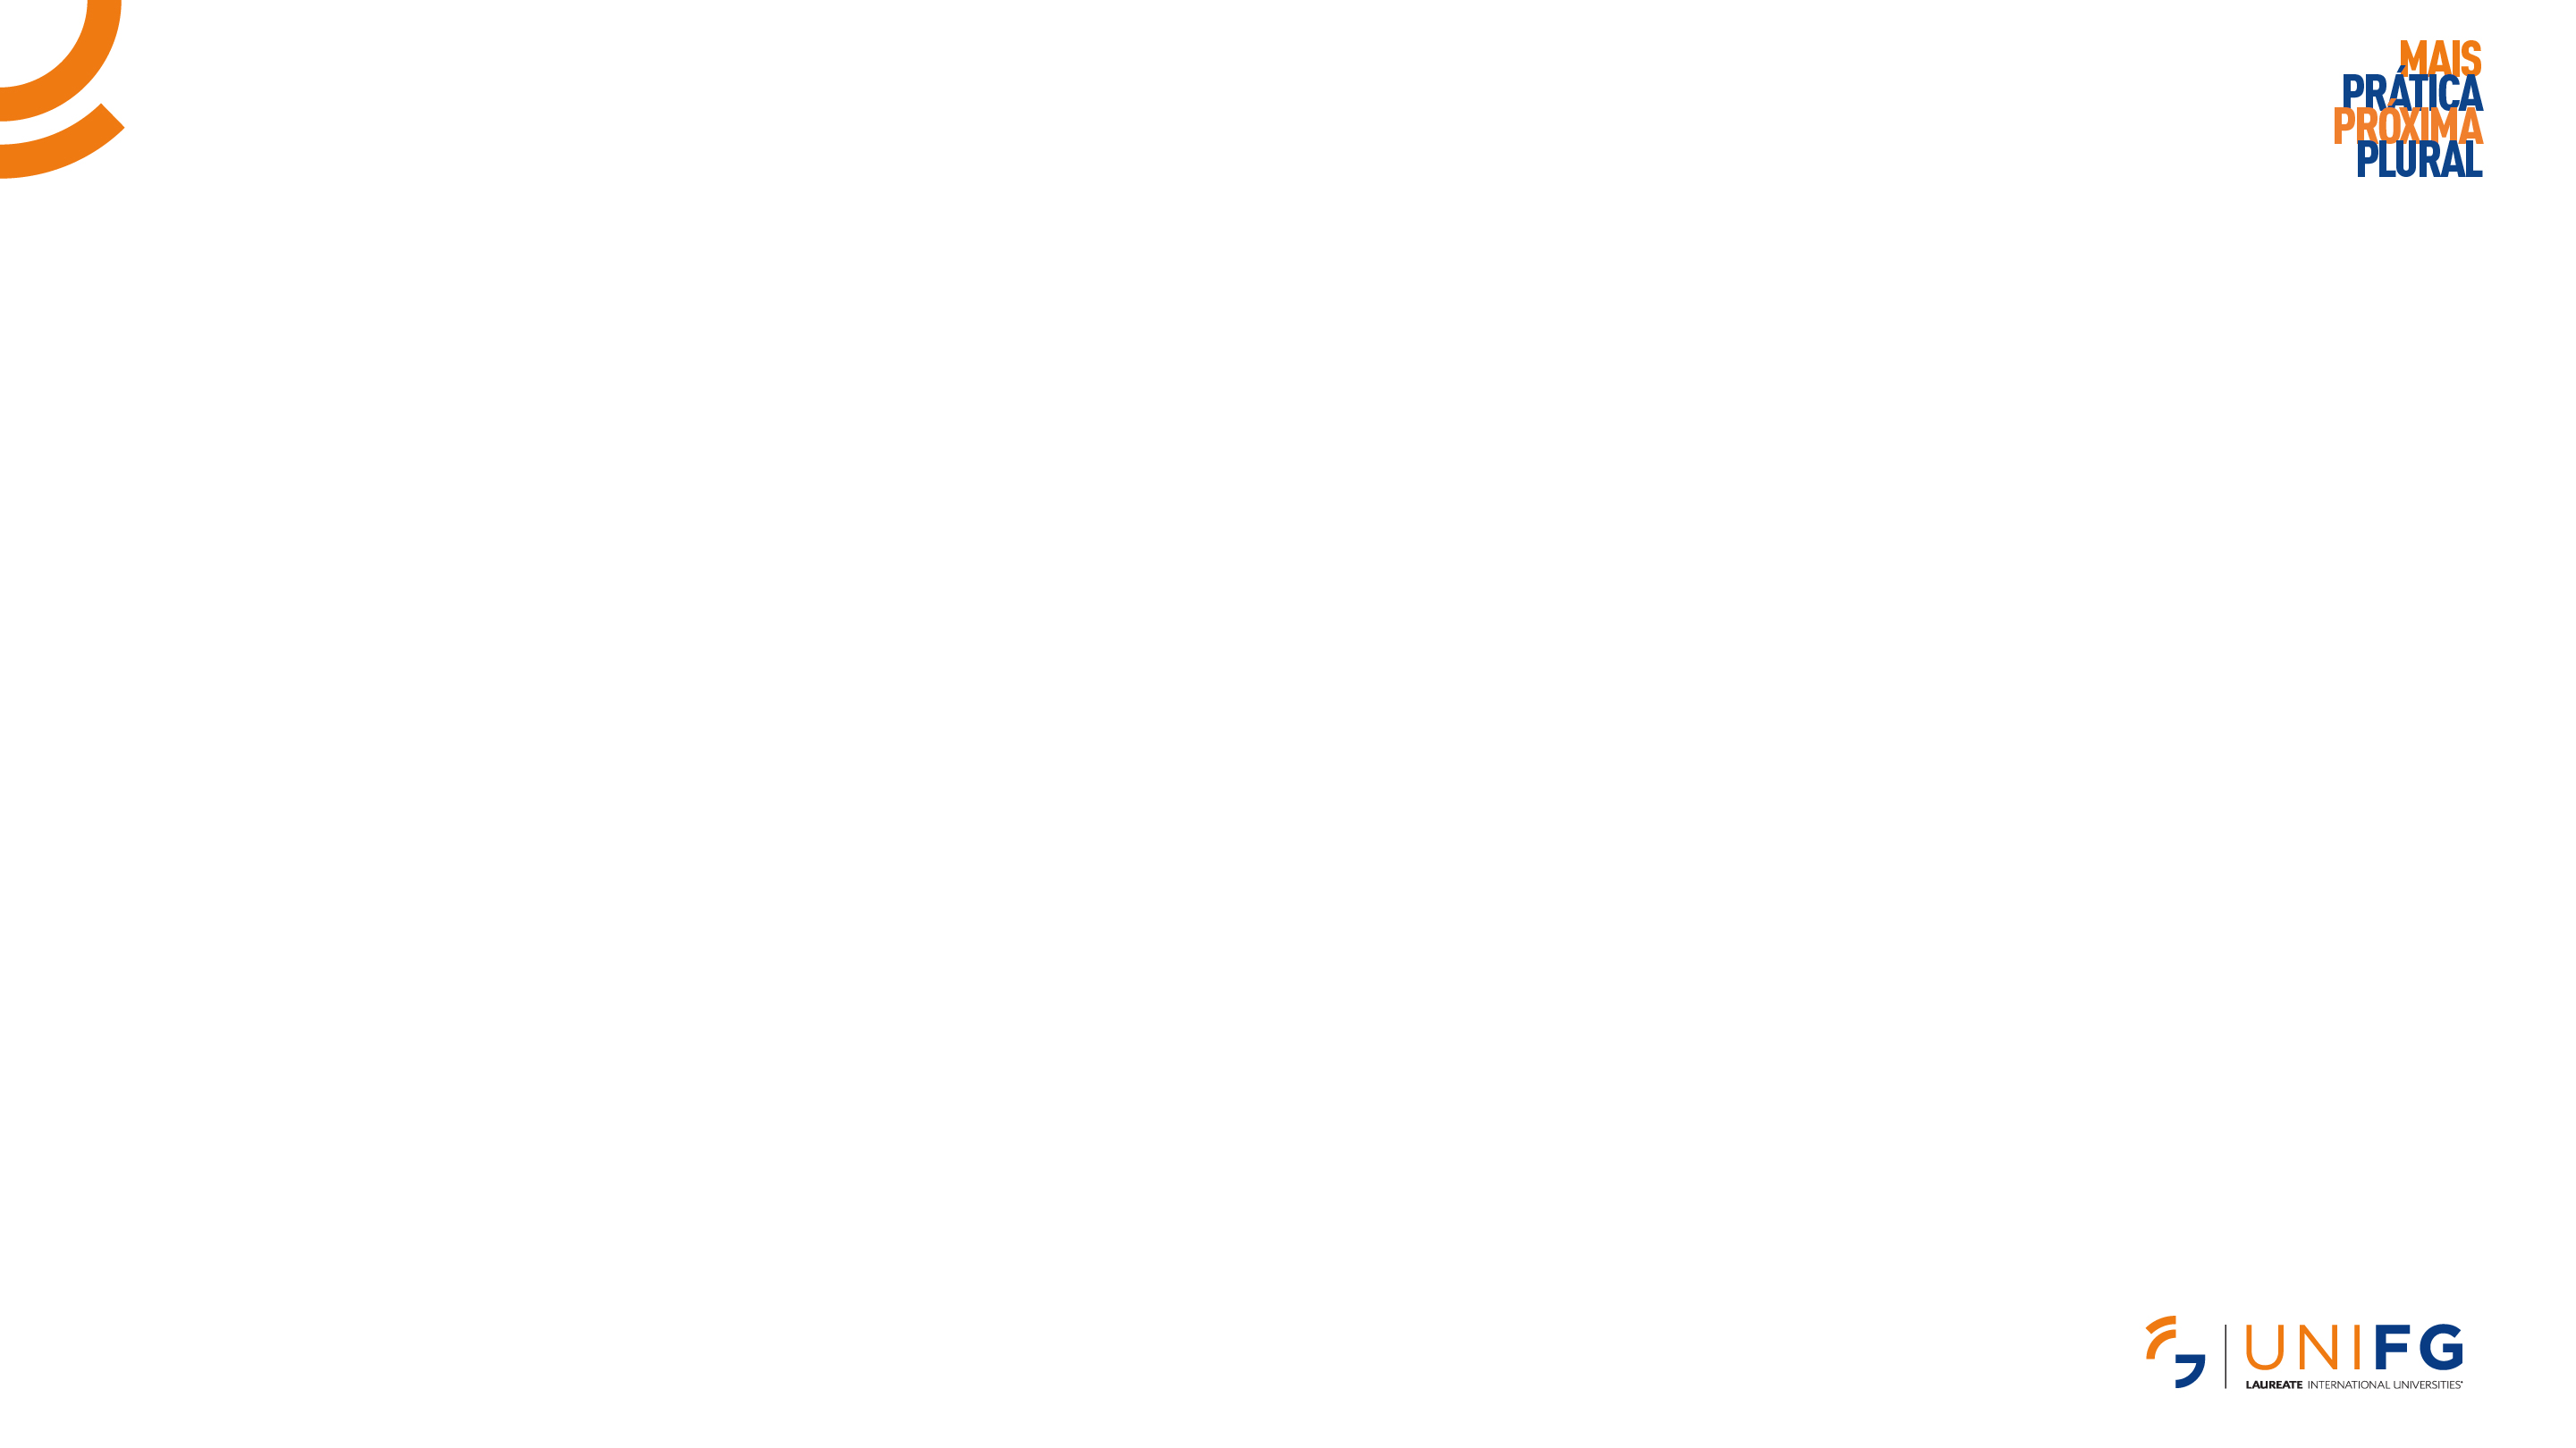 MAIS
PRÁTICA
PRÓXIMA
PLURAL
UNIFG
LAUREATE INTERNATIONAL UNIVERSITIES®